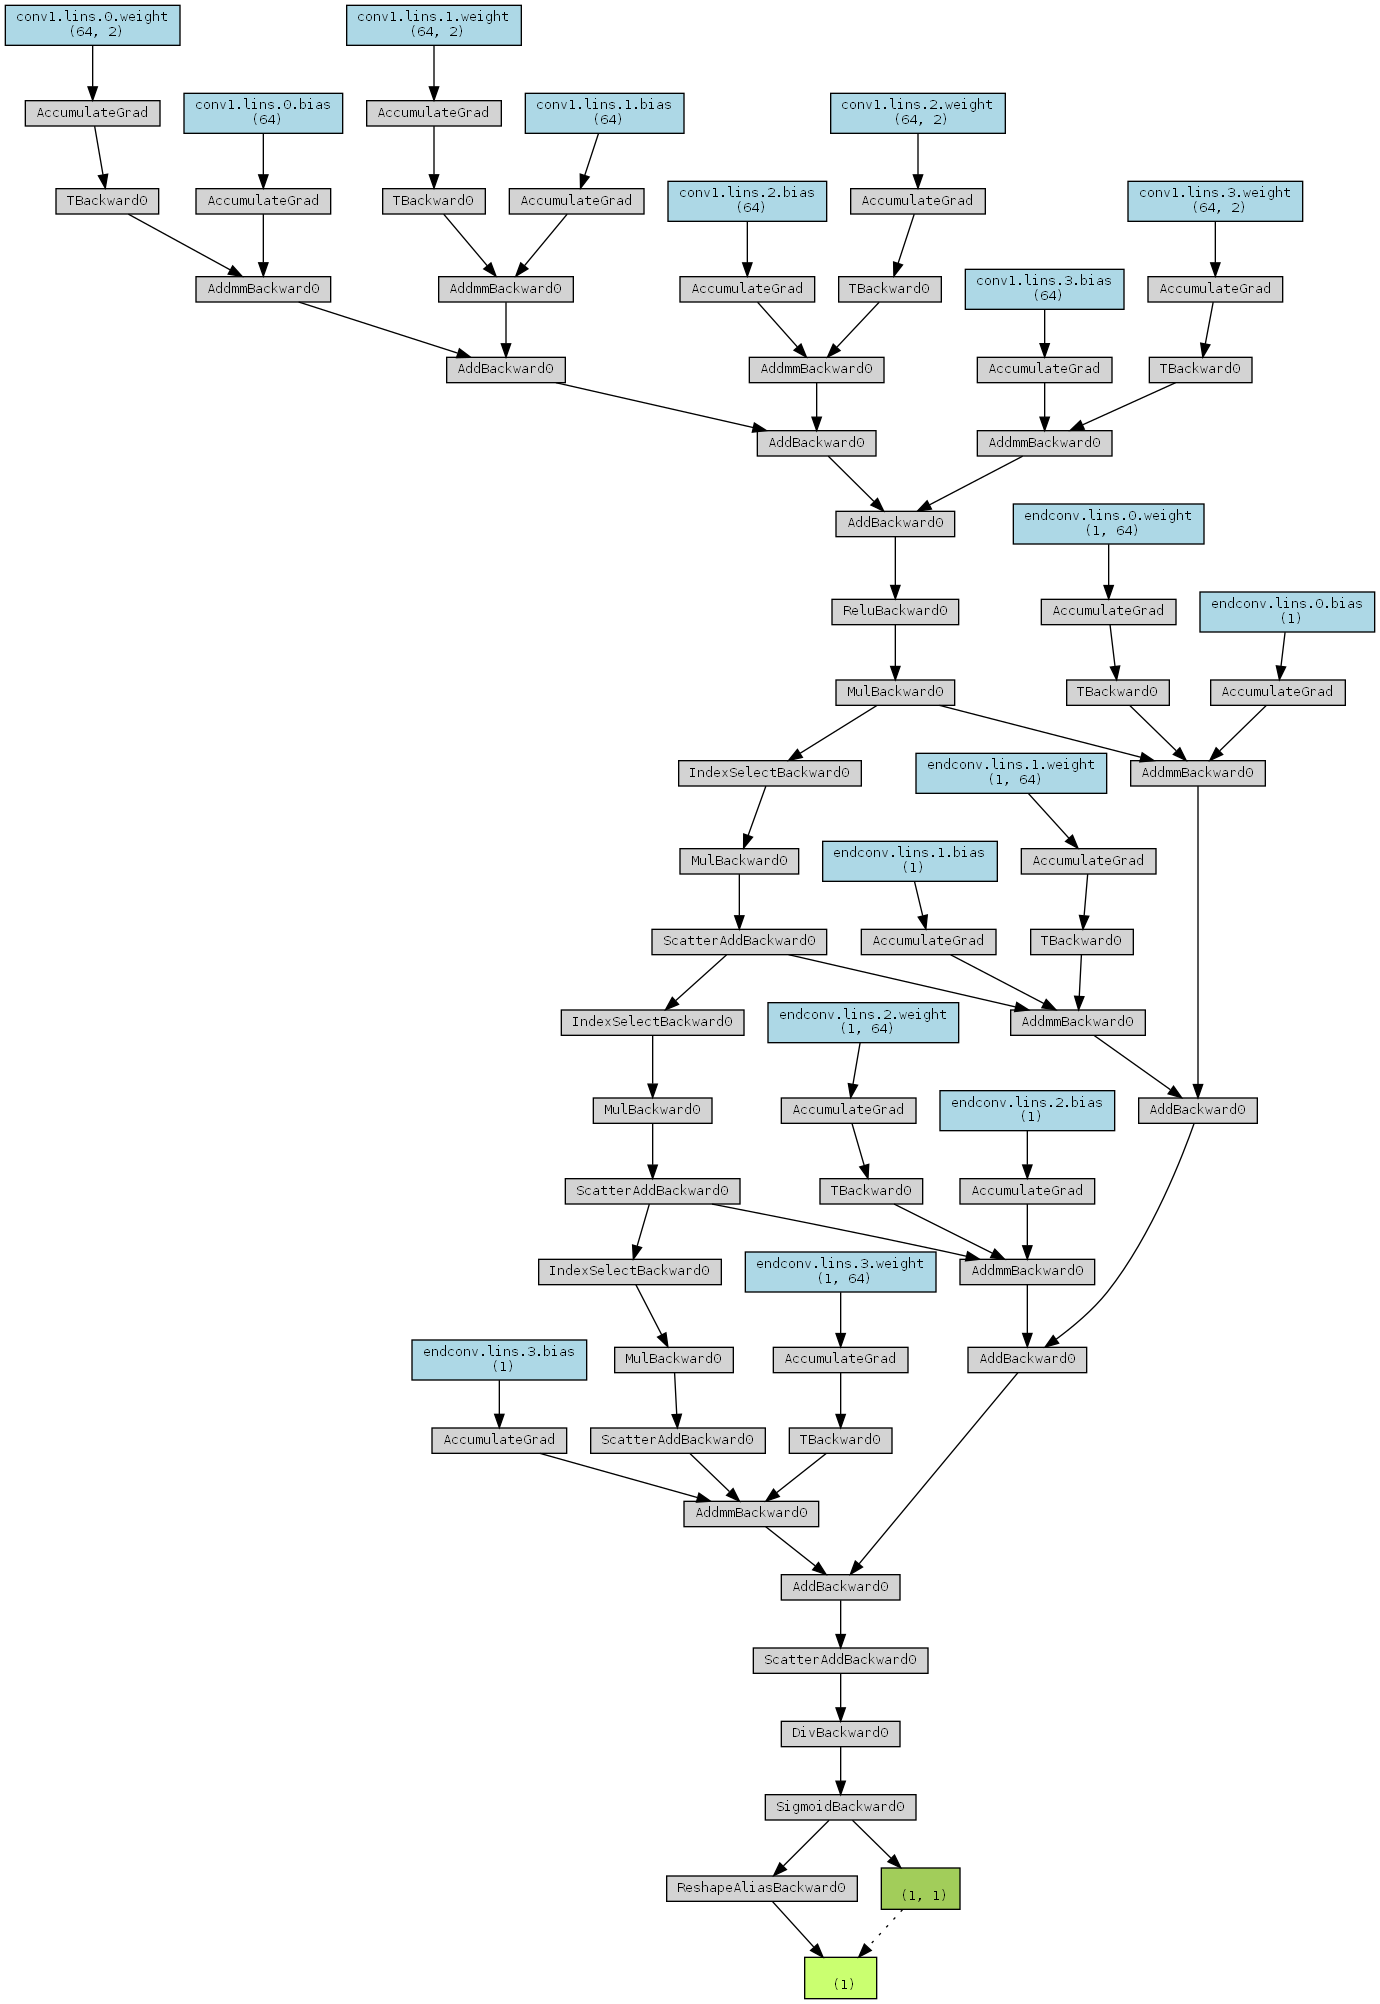 conv1.lins.0.weight
(64, 2)
conv1.lins.1.weight
(64, 2)
AccumulateGrad
conv1.lins.0.bias
(64)
AccumulateGrad
conv1.lins.1.bias
(64)
conv1.lins.2.weight
(64, 2)
TBackward0
AccumulateGrad
TBackward0
AccumulateGrad
conv1.lins.2.bias
(64)
AccumulateGrad
conv1.lins.3.weight
(64, 2)
AddmmBackward0
AddmmBackward0
AccumulateGrad
TBackward0
conv1.lins.3.bias
(64)
AccumulateGrad
AddBackward0
AddmmBackward0
AccumulateGrad
TBackward0
AddBackward0
AddmmBackward0
AddBackward0
endconv.lins.0.weight
(1, 64)
ReluBackward0
AccumulateGrad
endconv.lins.0.bias
(1)
MulBackward0
TBackward0
AccumulateGrad
IndexSelectBackward0
endconv.lins.1.weight
(1, 64)
AddmmBackward0
MulBackward0
endconv.lins.1.bias
(1)
AccumulateGrad
ScatterAddBackward0
AccumulateGrad
TBackward0
IndexSelectBackward0
endconv.lins.2.weight
(1, 64)
AddmmBackward0
MulBackward0
AccumulateGrad
endconv.lins.2.bias
(1)
AddBackward0
ScatterAddBackward0
TBackward0
AccumulateGrad
IndexSelectBackward0
endconv.lins.3.weight
(1, 64)
AddmmBackward0
endconv.lins.3.bias
(1)
MulBackward0
AccumulateGrad
AddBackward0
AccumulateGrad
ScatterAddBackward0
TBackward0
AddmmBackward0
AddBackward0
ScatterAddBackward0
DivBackward0
SigmoidBackward0
ReshapeAliasBackward0
(1, 1)
(1)